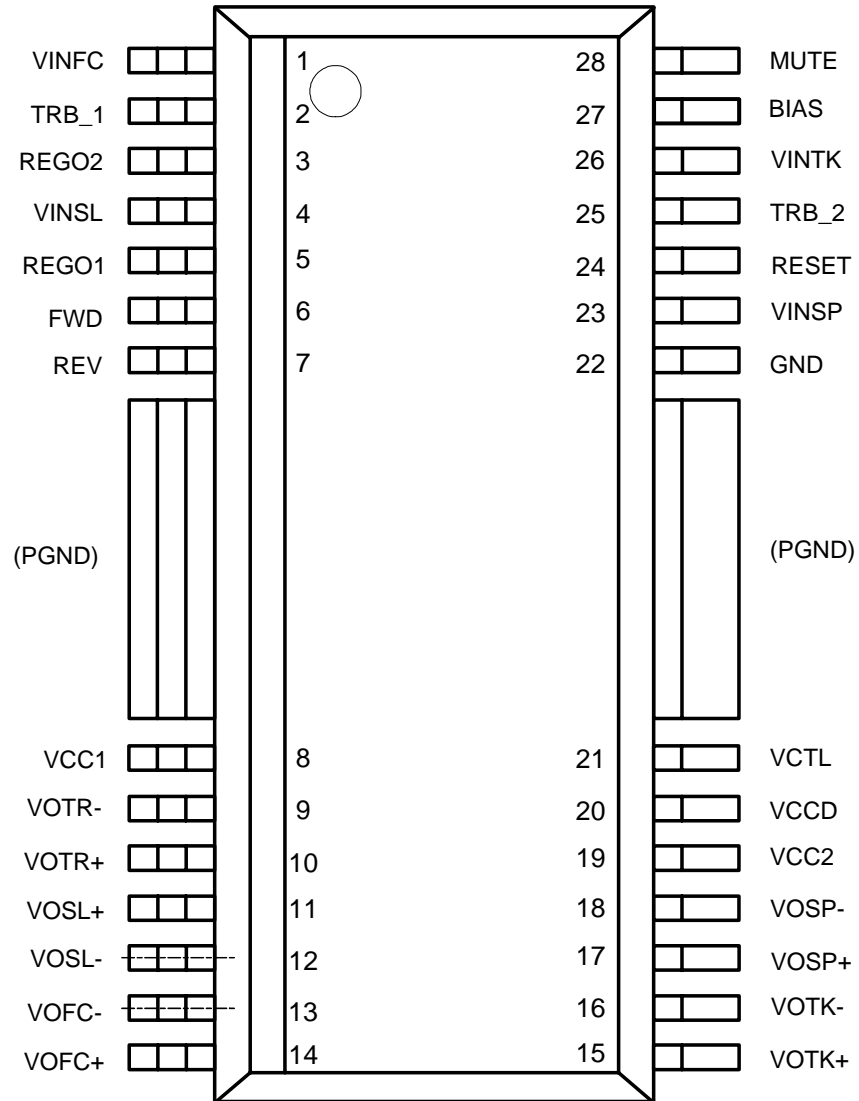 VINFC 1 28 MUTE
TRB_1 2 27 BIAS
REGO2 3 26 VINTK
VINSL 4 25 TRB_2
REGO1 5 24 RESET
FWD 6 23 VINSP
REV 7 22 GND
(PGND) (PGND)
VCC1 8 21 VCTL
VOTR- 9 20 VCCD
VOTR+ 10 19 VCC2
VOSL+ 11 18 VOSP-
VOSL- 12 17 VOSP+
VOFC- 13 16 VOTK-
VOFC+ 14 15 VOTK+